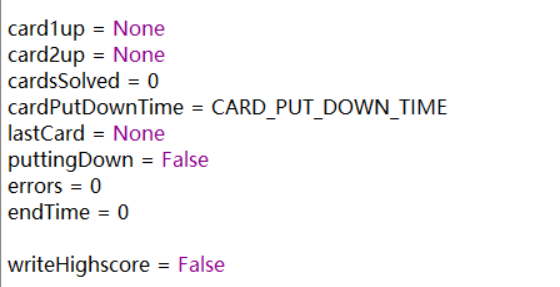 card1up = None
card2up = None
cardsSolved = 0
cardPutDownTime = CARD_PUT_DOWN_TIME
lastCard = None
puttingDown = False
errors = 0
endTime = 0
writeHighscore = False